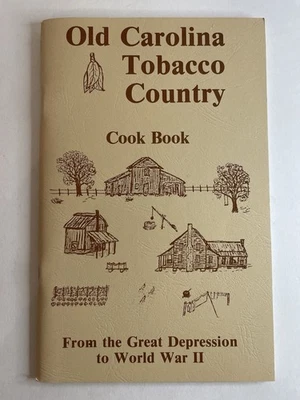 Old Carolina
Tobacco
Country
Cook Book
From the Great Depression
to World War II